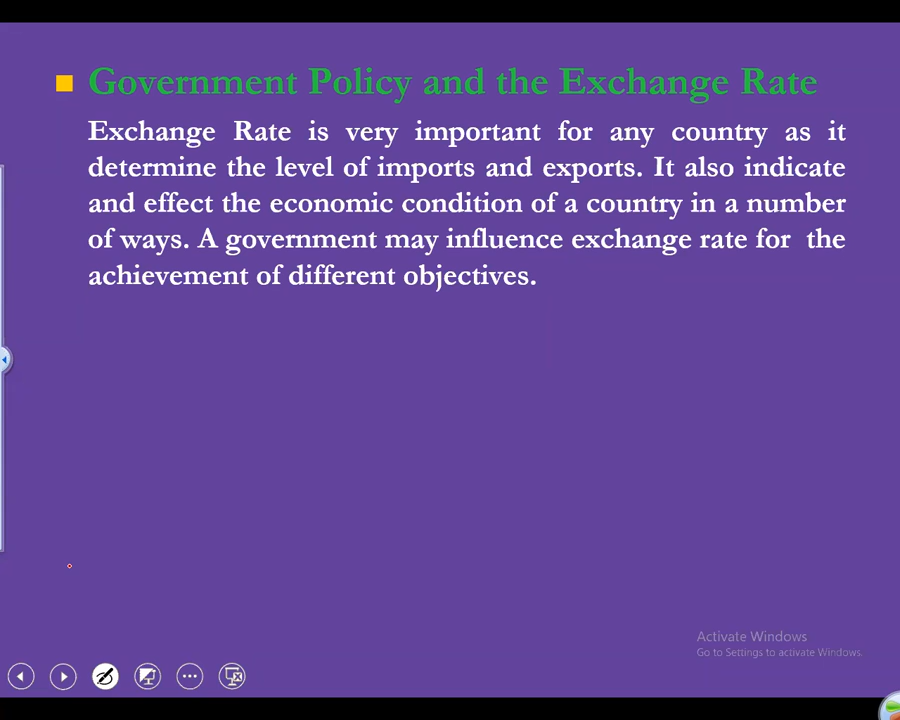 Government Policy and the Exchange Rate
Exchange Rate is very important for any country as it
determine the level of imports and exports. It also indicate
and effect the economic condition of a country in a number
of ways. A government may influence exchange rate for the
achievement of different objectives.
Activate Windows
Go to Settings to activate Windows.